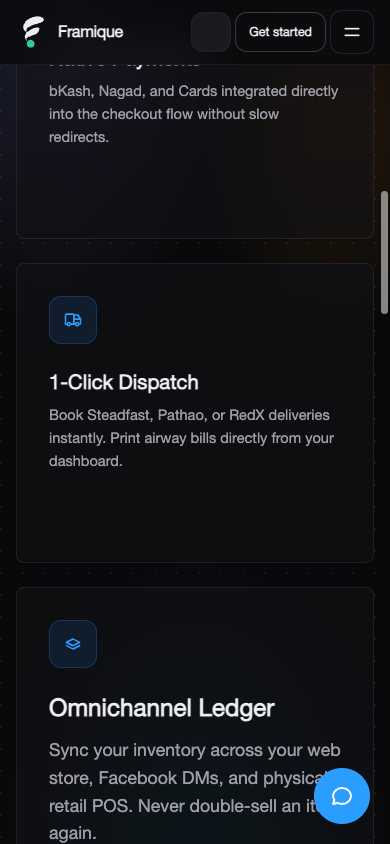 Framique
Get started
bKash, Nagad, and Cards integrated directly
into the checkout flow without slow
redirects.
1-Click Dispatch
Book Steadfast, Pathao, or RedX deliveries
instantly. Print airway bills directly from your
dashboard.
Omnichannel Ledger
Sync your inventory across your web
store, Facebook DMs, and physical
retail POS. Never double-sell an
again.